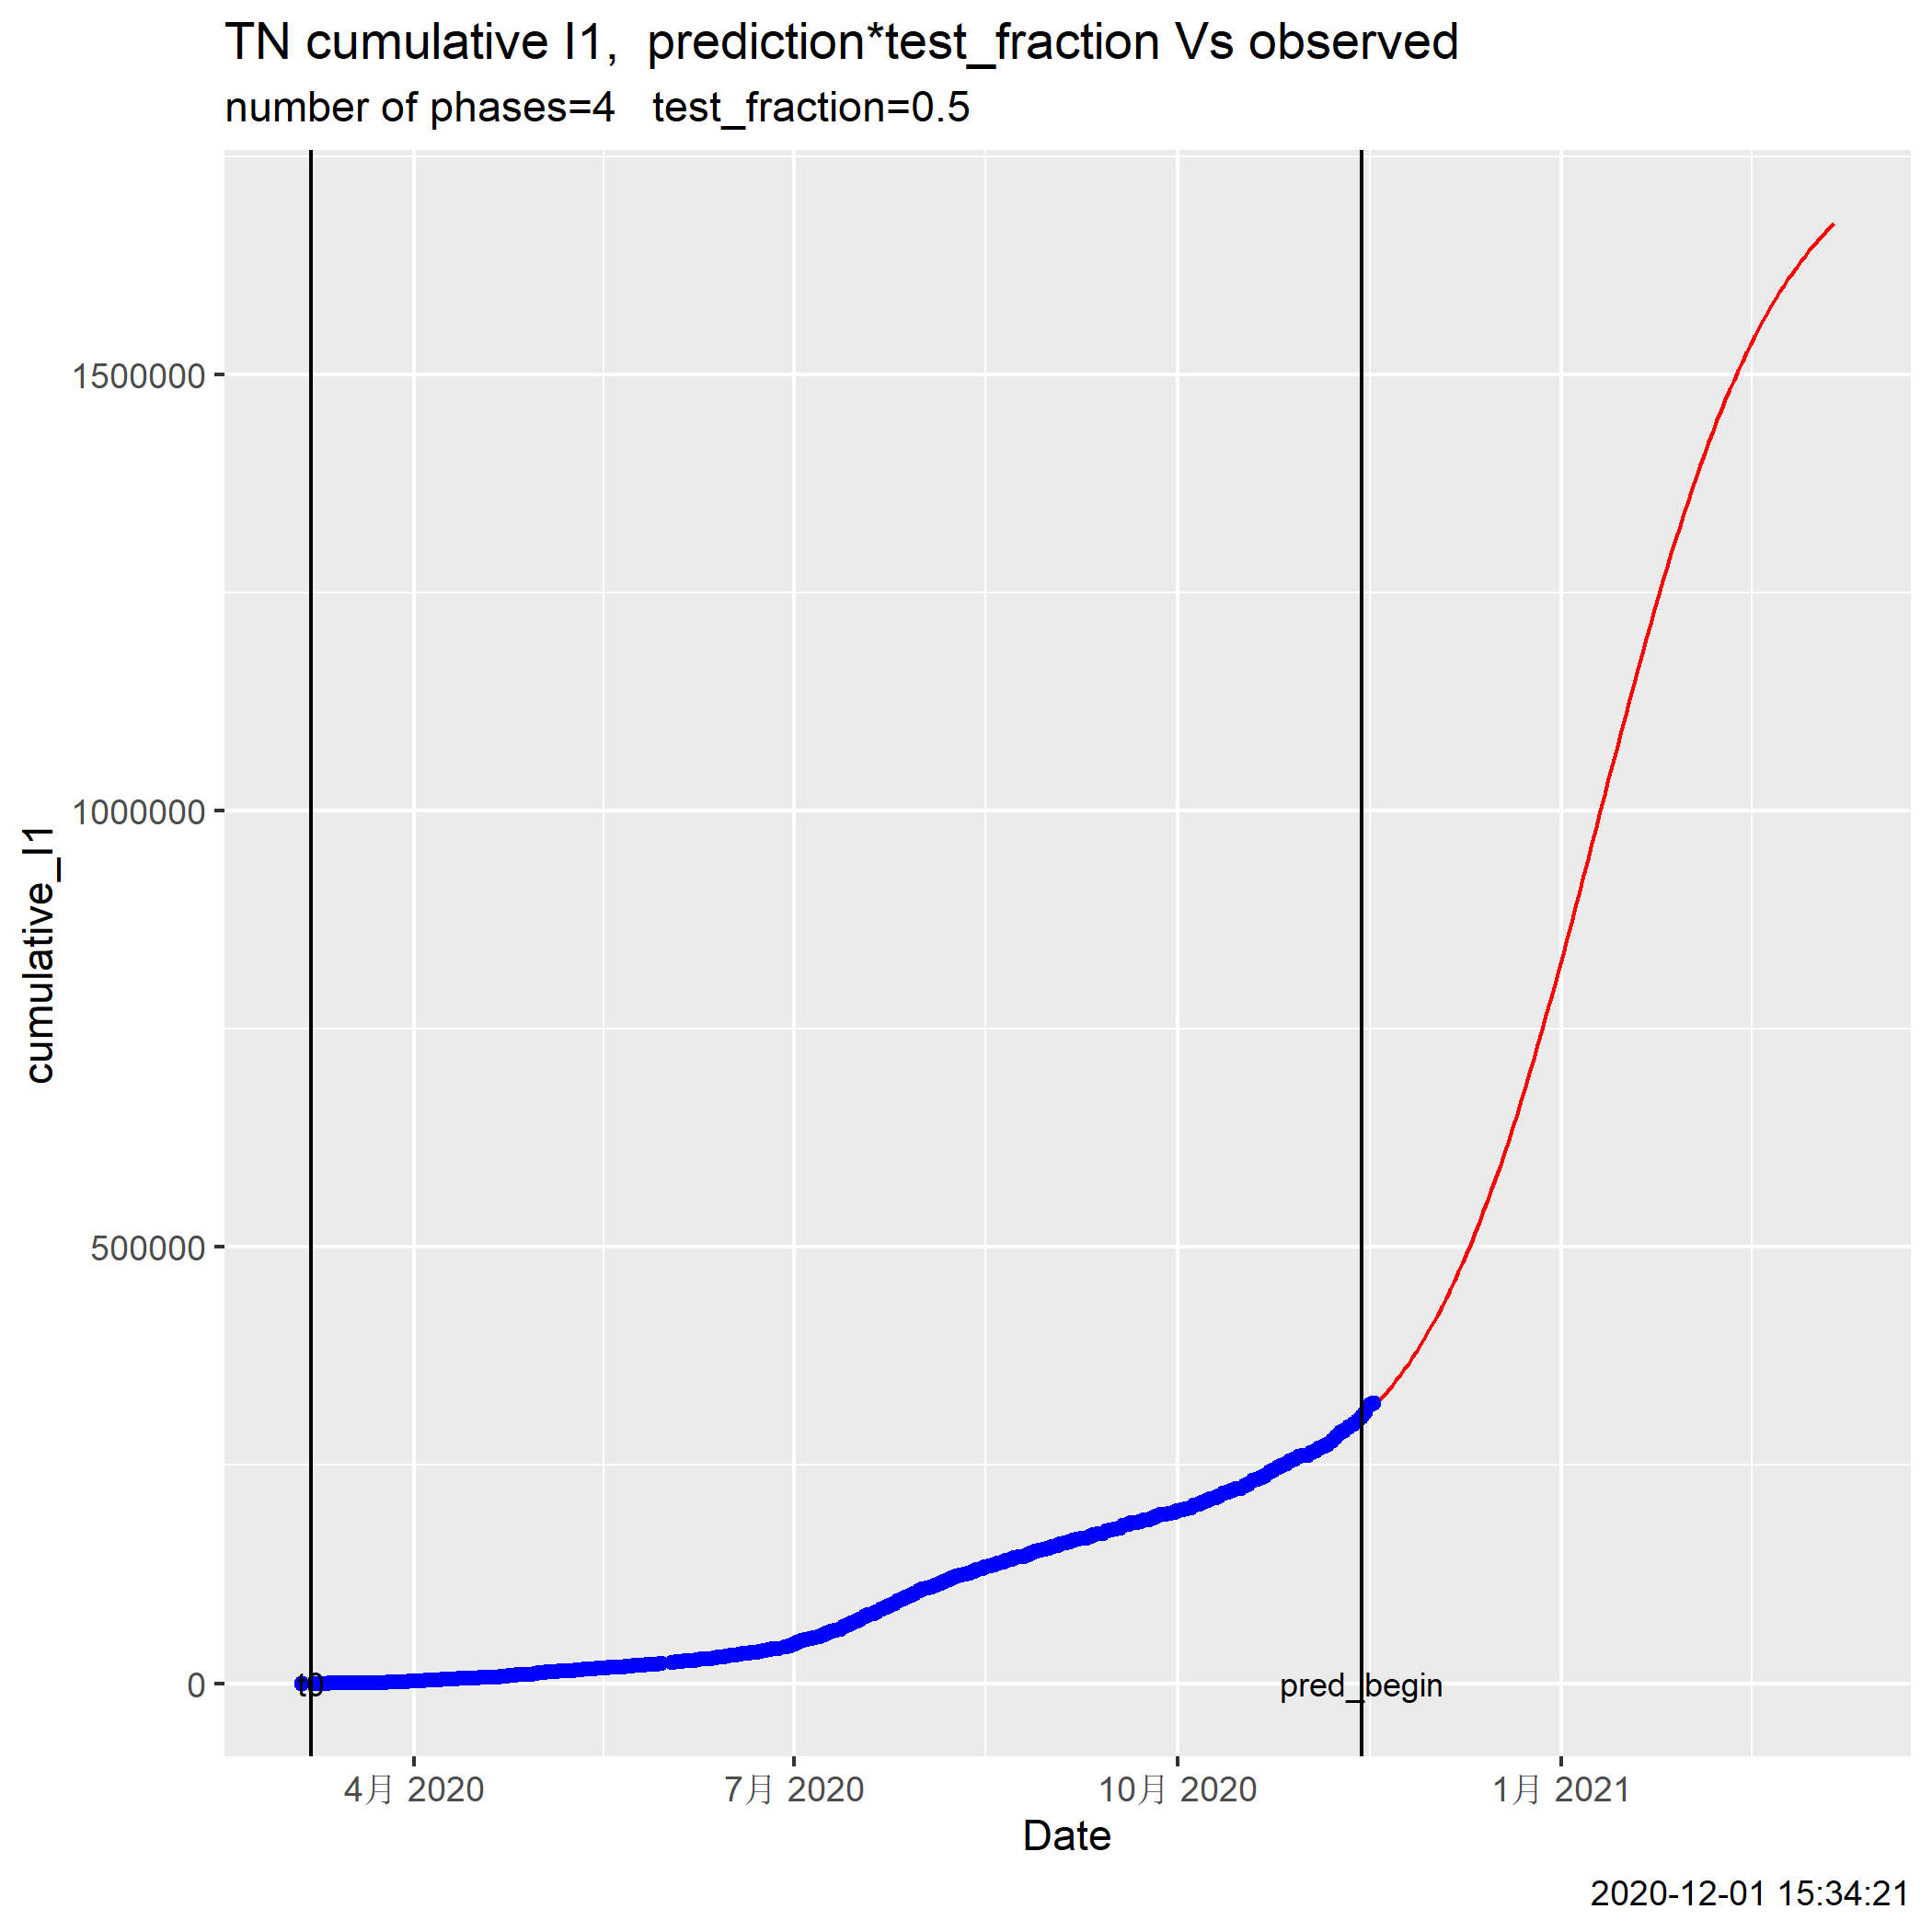 TN cumulative I1,  prediction*test_fraction Vs observed
number of phases=4   test_fraction=0.5
cumulative_I1
1500000
1000000
500000
0
t0
pred_begin
4月 2020
7月 2020
10月 2020
1月 2021
Date
2020-12-01 15:34:21